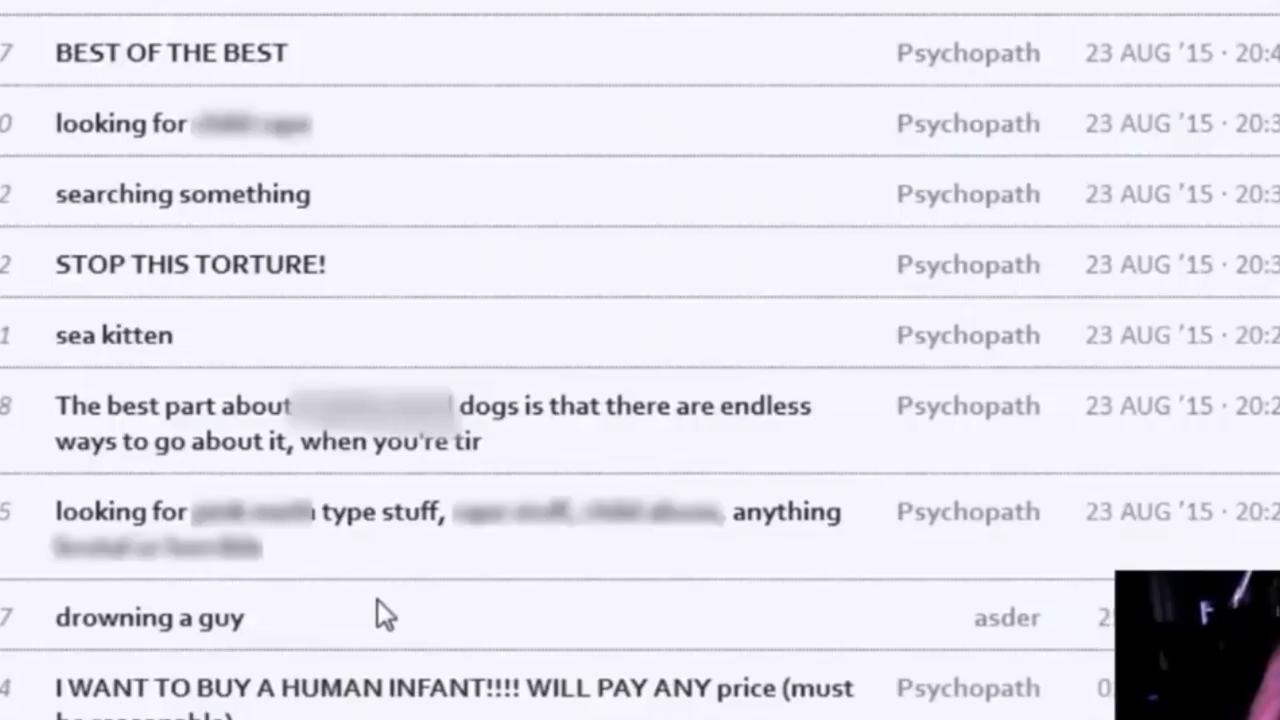 7 BEST OF THE BEST Psychopath 23 AUG '15 · 20:4
0 looking for Psychopath 23 AUG '15 · 20:3
2 searching something Psychopath 23 AUG '15 · 20:3
2 STOP THIS TORTURE! Psychopath 23 AUG '15 · 20:3
1 sea kitten Psychopath 23 AUG '15 · 20:2
8 The best part about dogs is that there are endless Psychopath 23 AUG '15 · 20:2
ways to go about it, when you're tir
5 looking for type stuff, anything Psychopath 23 AUG '15 · 20:2
7 drowning a guy asder 2
4 I WANT TO BUY A HUMAN INFANT!!!! WILL PAY ANY price (must Psychopath 0
be reasonable)